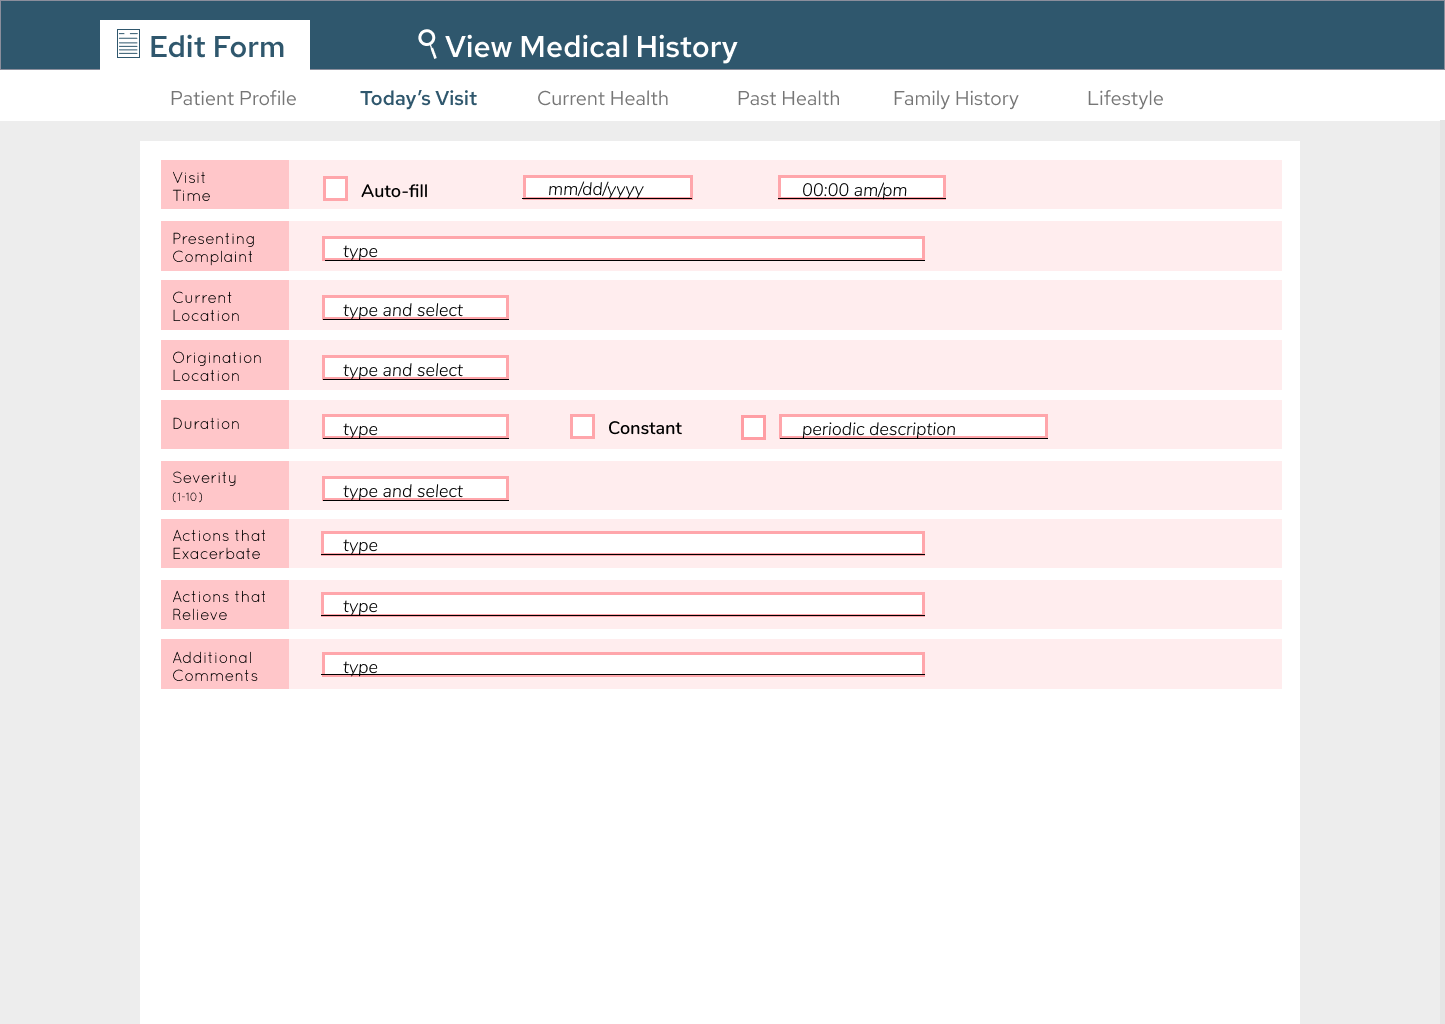 Edit Form View Medical History
Patient Profile Today’s Visit Current Health Past Health Family History Lifestyle
Visit
Time
Auto-fill mm/dd/yyyy 00:00 am/pm
Presenting
Complaint
type
Current
Location
type and select
Origination
Location
type and select
Duration type Constant periodic description
Severity
(1-10)
type and select
Actions that
Exacerbate
type
Actions that
Relieve
type
Additional
Comments
type